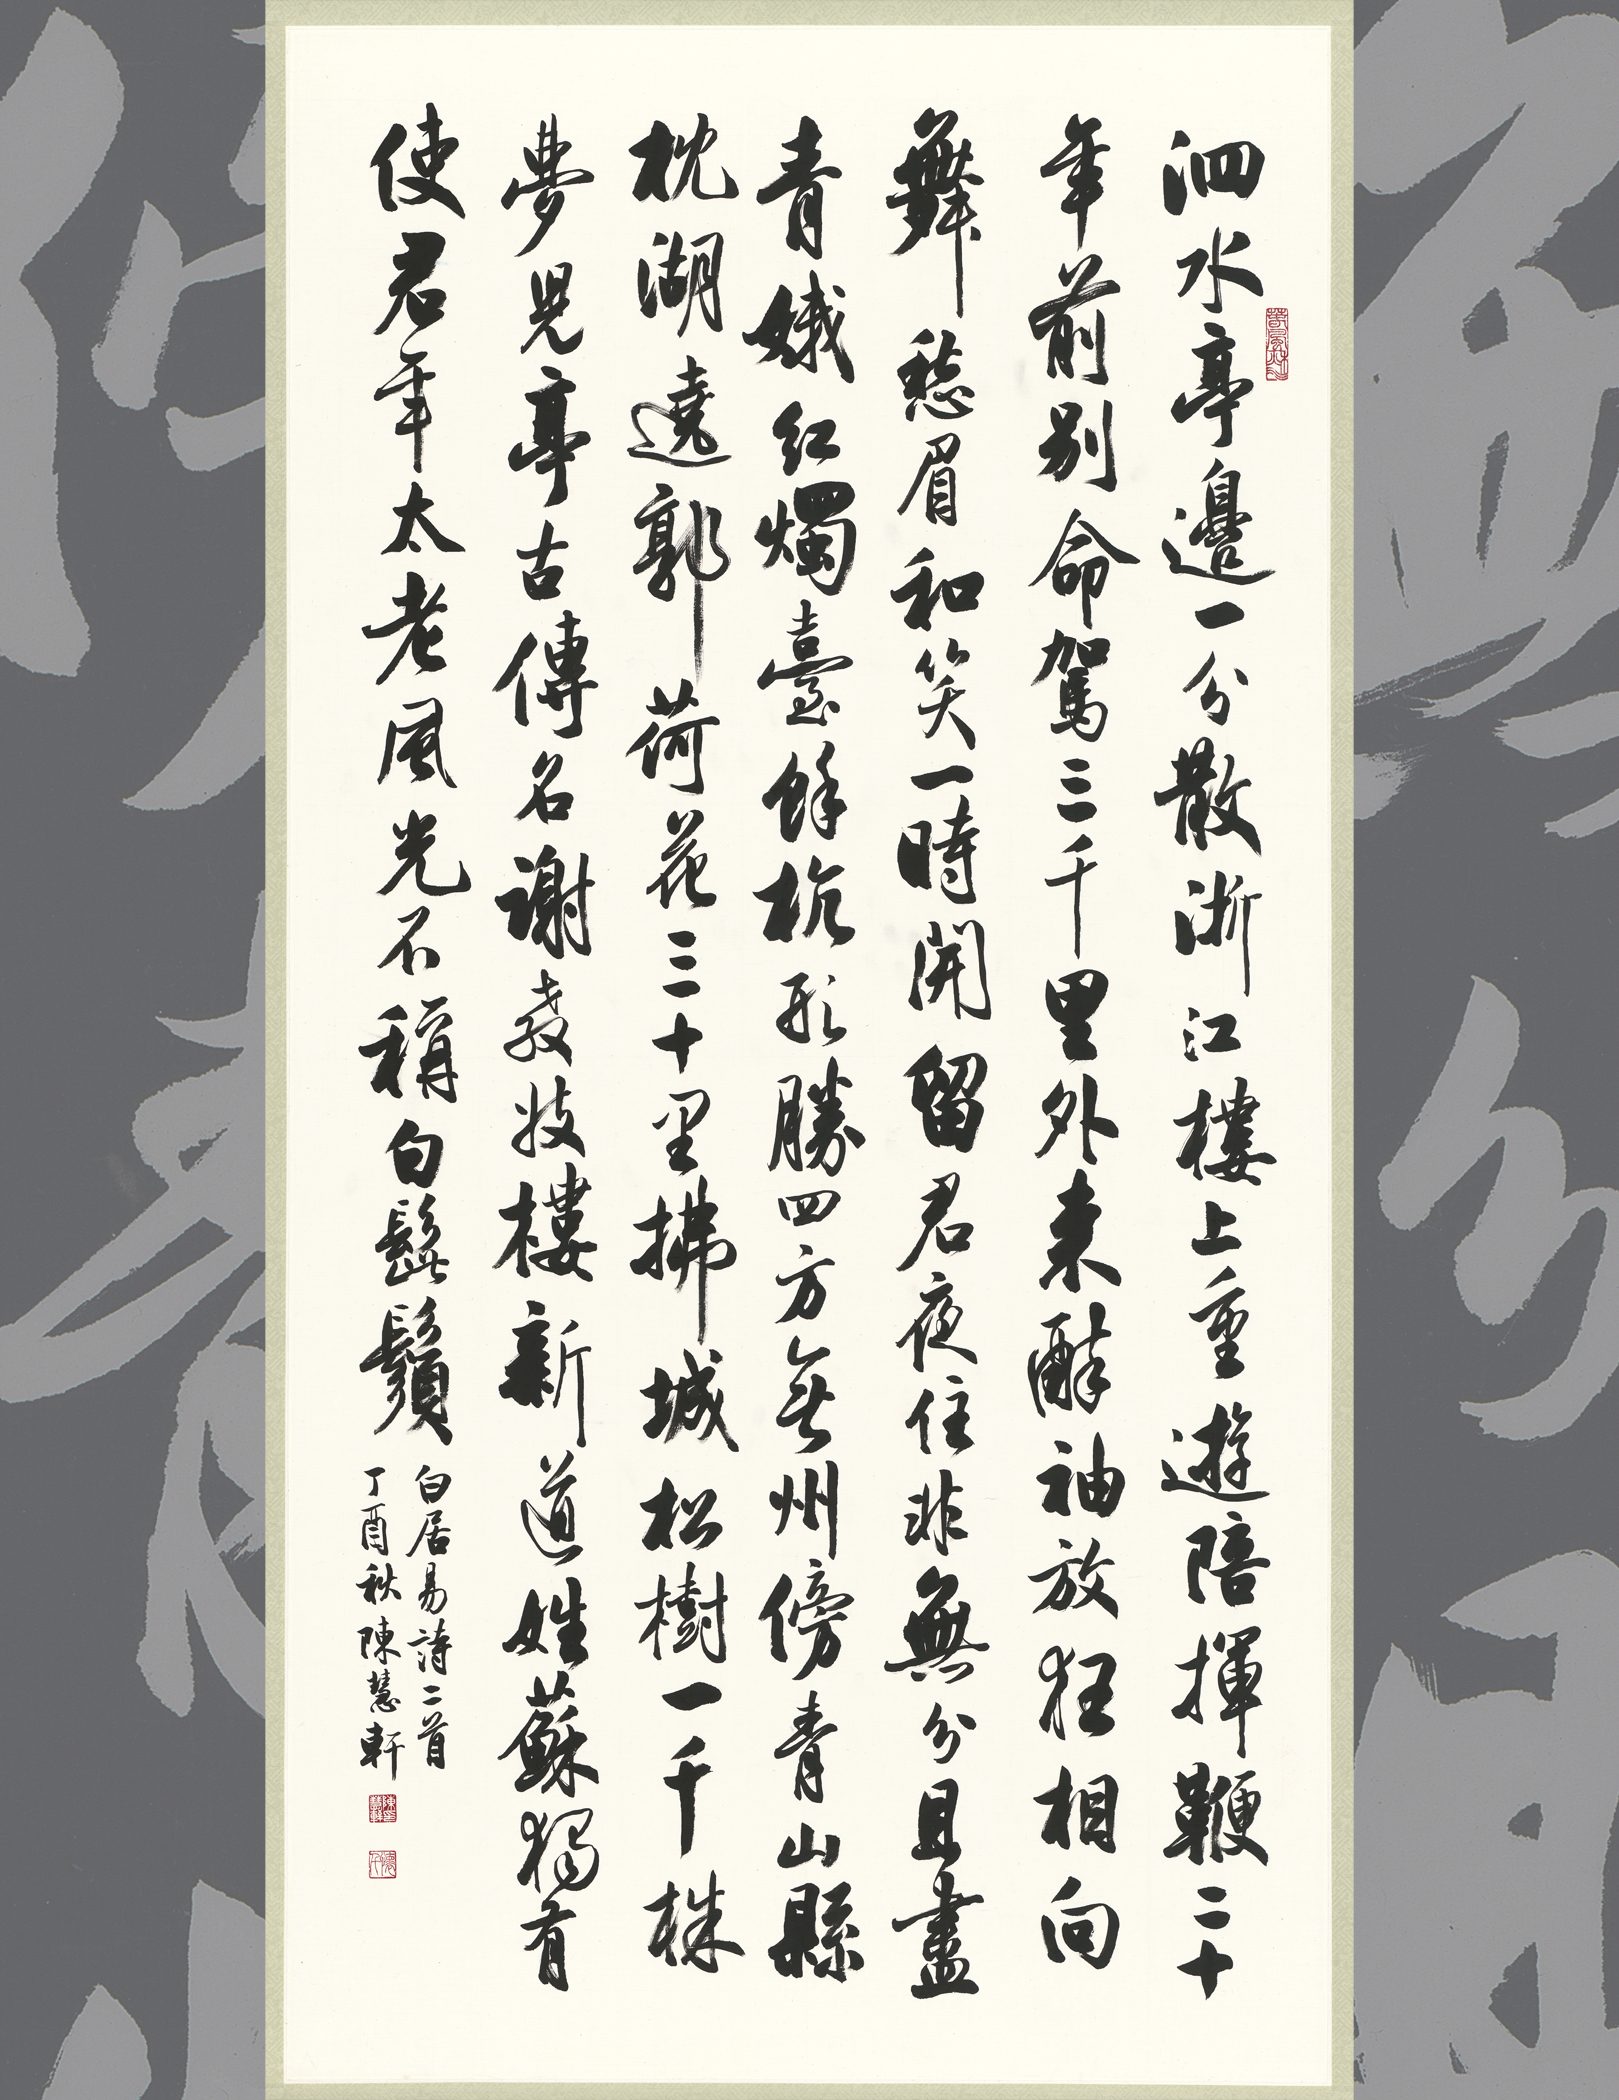 泗水亭邊一分散浙江樓上重遊陪揮鞭二十
年前別命駕三千里外來醉袖放狂相向
舞愁眉和笑一時開留君夜住非無分且盡
青娥紅燭臺餘杭形勝四方無州傍青山縣
枕湖遶郭荷花三十里拂城松樹一千株
夢兒亭古傳名謝教妓樓新道姓蘇獨有
使君年太老風光不稱白髭鬚
白居易詩二首
丁酉秋陳慧軒